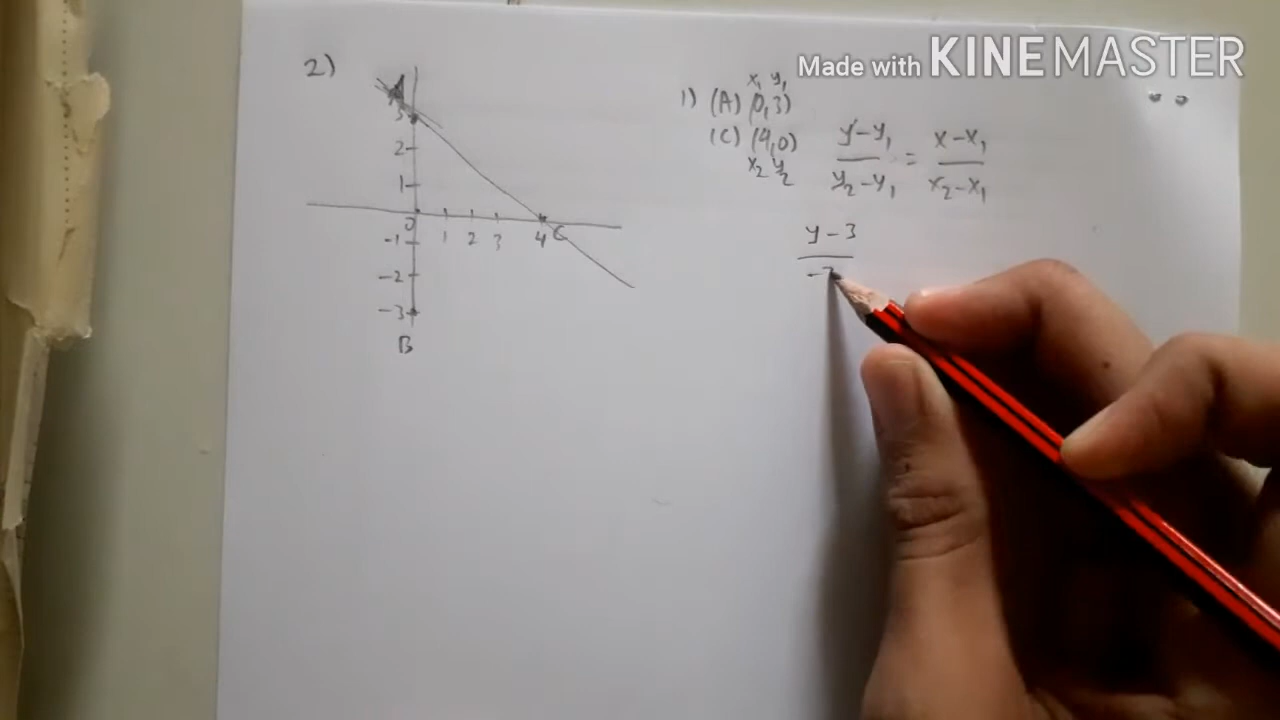 Made with KINEMASTER
2)
A
3
2
1
0 1 2 3 4 C
-1
-2
-3
B
x₁ y₁
1) (A) (0,3)
(C) (4,0)
x₂ y₂
y-y₁ / y₂-y₁ = x-x₁ / x₂-x₁
y-3
-3